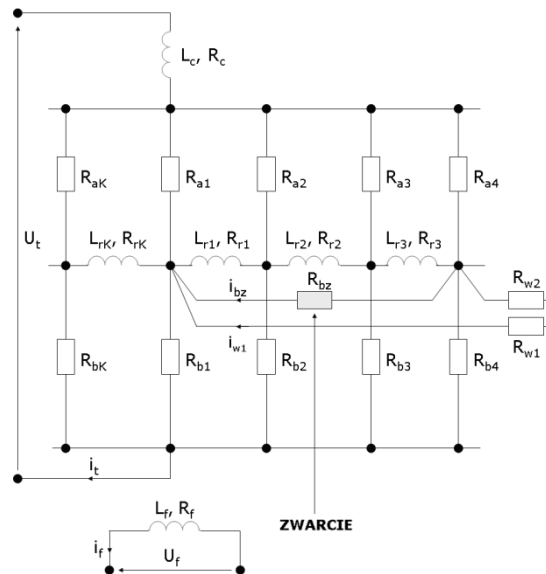 L_c, R_c
R_aK R_a1 R_a2 R_a3 R_a4
U_t
L_rK, R_rK L_r1, R_r1 L_r2, R_r2 L_r3, R_r3
R_bz
R_w2
i_bz
i_w1
R_w1
R_bK R_b1 R_b2 R_b3 R_b4
i_t
L_f, R_f
ZWARCIE
i_f
U_f